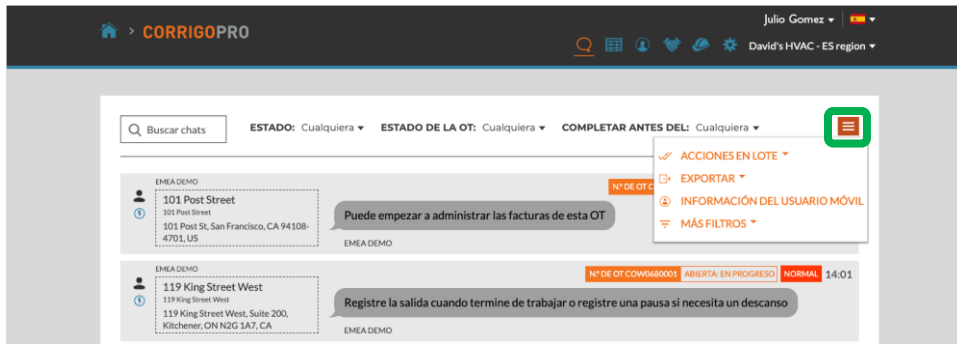 Julio Gomez
> CORRIGOPRO
David's HVAC - ES region
Buscar chats
ESTADO: Cualquiera
ESTADO DE LA OT: Cualquiera
COMPLETAR ANTES DEL: Cualquiera
ACCIONES EN LOTE
EXPORTAR
INFORMACIÓN DEL USUARIO MÓVIL
MÁS FILTROS
EMEA DEMO
N.º DE OT C
101 Post Street
101 Post Street
101 Post St, San Francisco, CA 94108-
4701, US
Puede empezar a administrar las facturas de esta OT
EMEA DEMO
EMEA DEMO
N.º DE OT COW0680001 ABIERTA: EN PROGRESO NORMAL 14:01
119 King Street West
119 King Street West
119 King Street West, Suite 200,
Kitchener, ON N2G 1A7, CA
Registre la salida cuando termine de trabajar o registre una pausa si necesita un descanso
EMEA DEMO